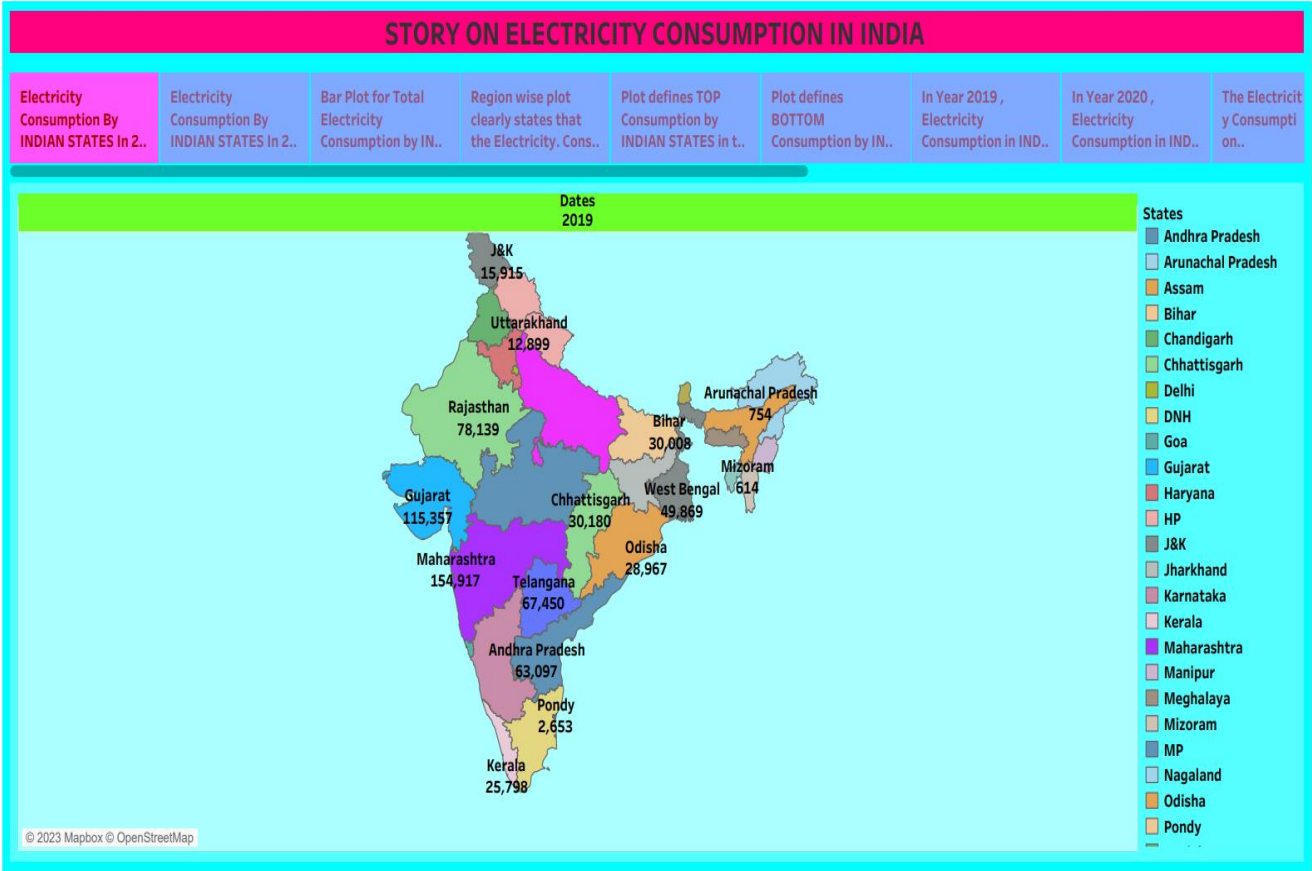 STORY ON ELECTRICITY CONSUMPTION IN INDIA
Electricity
Consumption By
INDIAN STATES In 2..
Electricity
Consumption By
INDIAN STATES In 2..
Bar Plot for Total
Electricity
Consumption by IN..
Region wise plot
clearly states that
the Electricity. Cons..
Plot defines TOP
Consumption by
INDIAN STATES in t..
Plot defines
BOTTOM
Consumption by IN..
In Year 2019 ,
Electricity
Consumption in IND..
In Year 2020 ,
Electricity
Consumption in IND..
The Electricit
y Consumpti
on..
Dates
2019
J&K
15,915
Uttarakhand
12,899
Rajasthan
78,139
Arunachal Pradesh
754
Bihar
30,008
Mizoram
614
Gujarat
115,357
Chhattisgarh
30,180
West Bengal
49,869
Odisha
28,967
Maharashtra
154,917
Telangana
67,450
Andhra Pradesh
63,097
Pondy
2,653
Kerala
25,798
© 2023 Mapbox © OpenStreetMap
States
Andhra Pradesh
Arunachal Pradesh
Assam
Bihar
Chandigarh
Chhattisgarh
Delhi
DNH
Goa
Gujarat
Haryana
HP
J&K
Jharkhand
Karnataka
Kerala
Maharashtra
Manipur
Meghalaya
Mizoram
MP
Nagaland
Odisha
Pondy